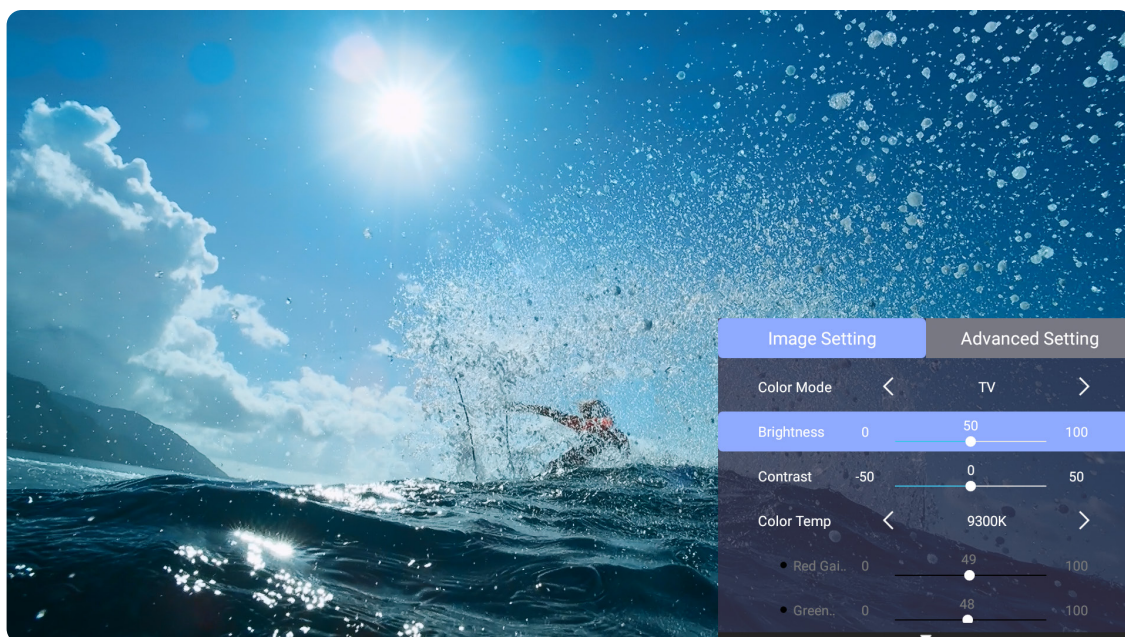 Image Setting Advanced Setting
Color Mode TV
Brightness 0 50 100
Contrast -50 0 50
Color Temp 9300K
Red Gai.. 0 49 100
Green.. 0 48 100